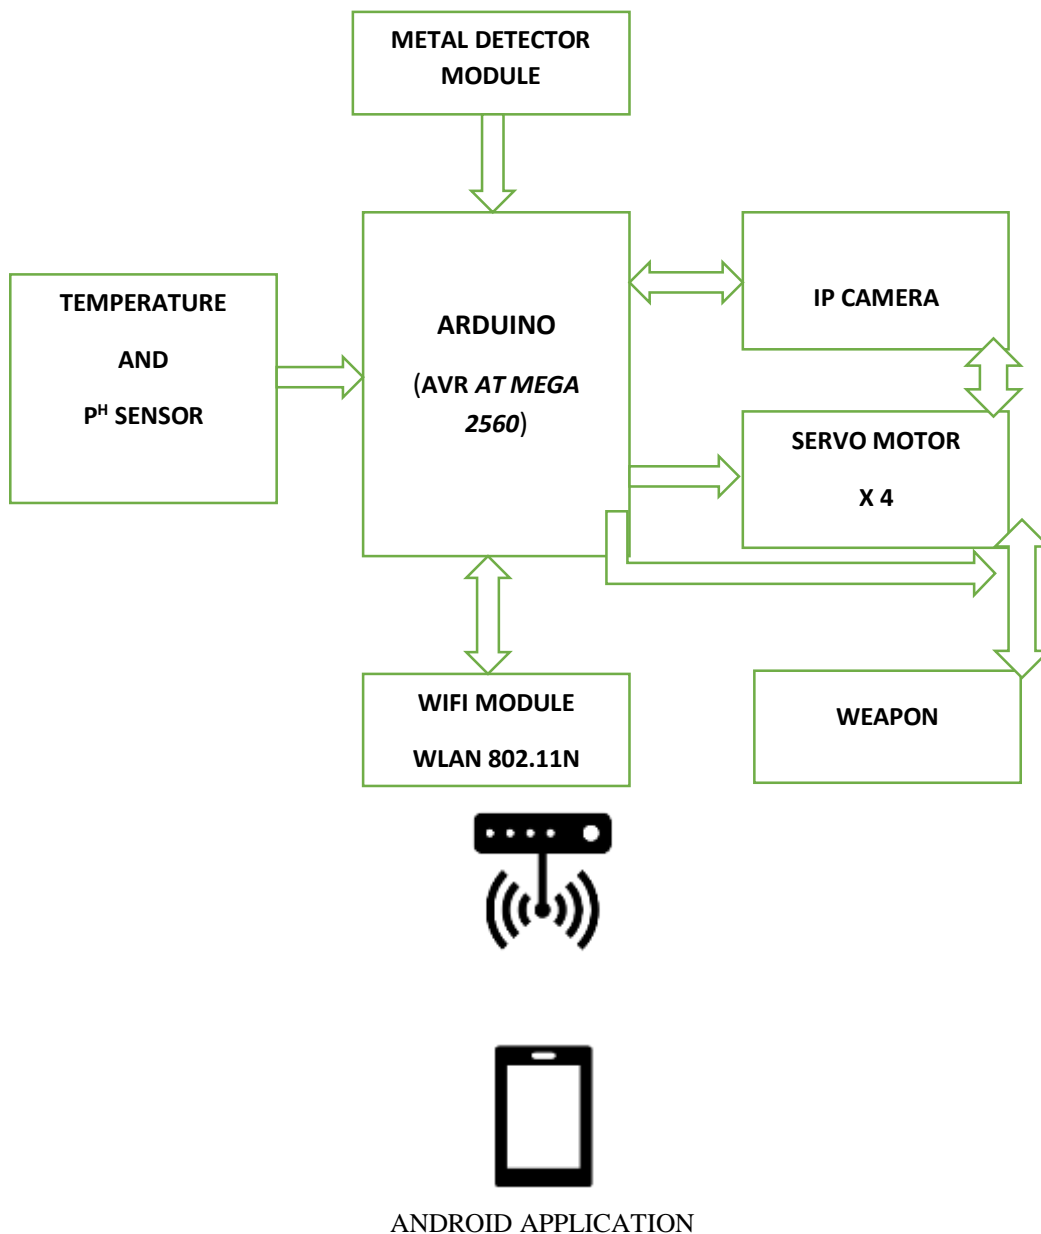 METAL DETECTOR
MODULE
TEMPERATURE
AND
Pᴴ SENSOR
ARDUINO
(AVR AT MEGA
2560)
IP CAMERA
SERVO MOTOR
X 4
WIFI MODULE
WLAN 802.11N
WEAPON
ANDROID APPLICATION